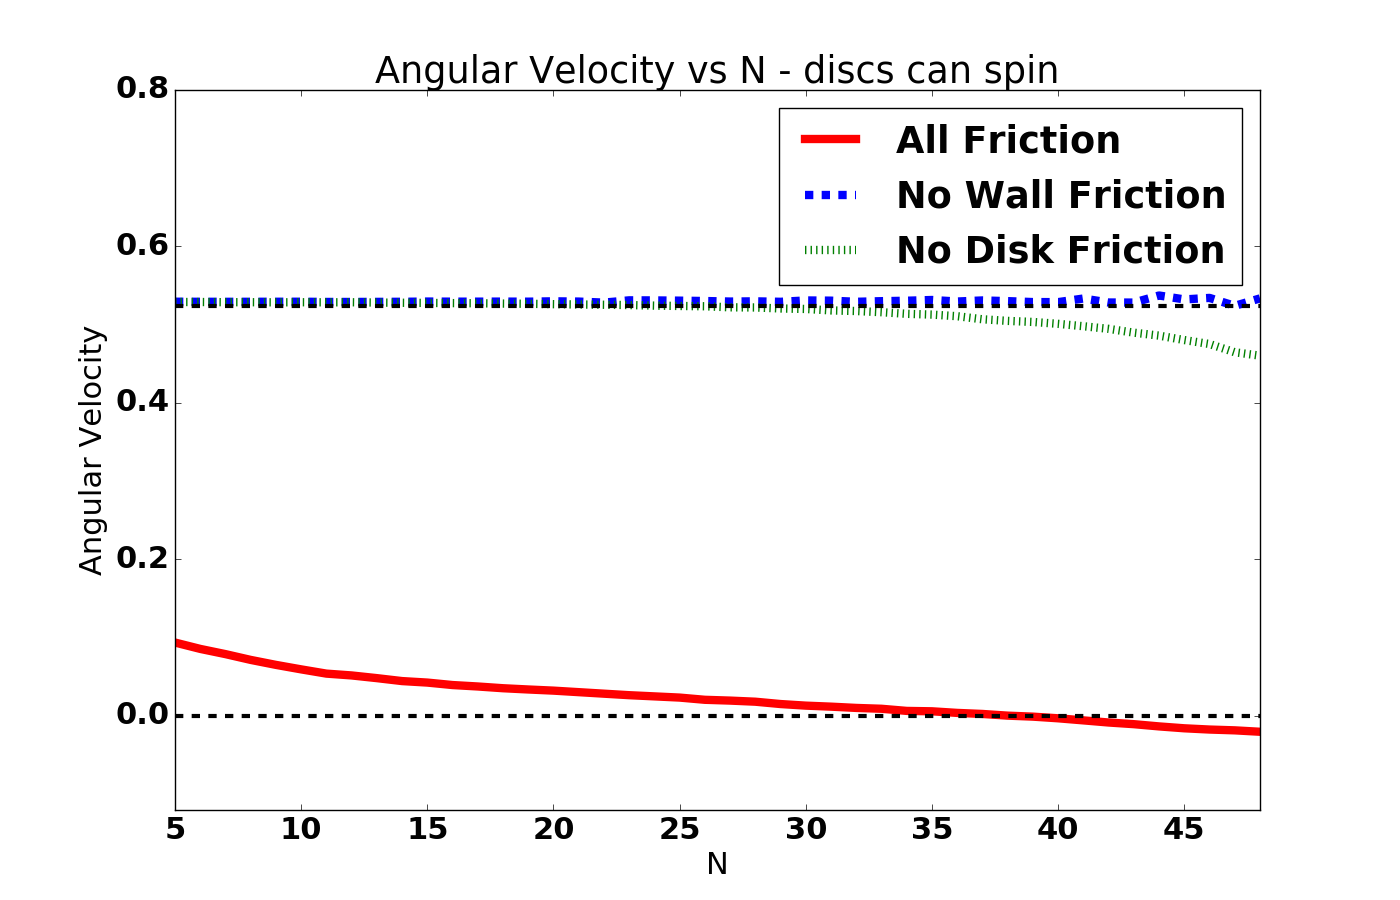 Angular Velocity vs N - discs can spin
0.8
0.6
0.4
0.2
0.0
Angular Velocity
All Friction
No Wall Friction
No Disk Friction
5 10 15 20 25 30 35 40 45
N